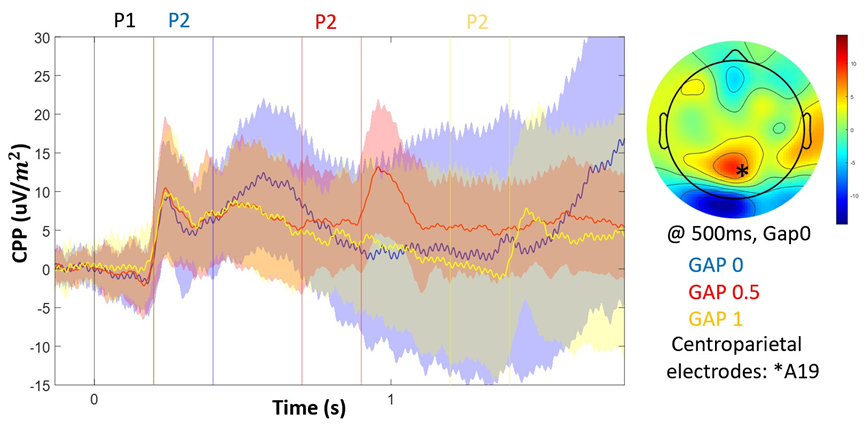 P1
P2
P2
P2
30
25
20
15
10
5
0
-5
-10
-15
CPP (uV/m²)
0
1
Time (s)
10
5
0
-5
-10
*
@ 500ms, Gap0
GAP 0
GAP 0.5
GAP 1
Centroparietal
electrodes: *A19